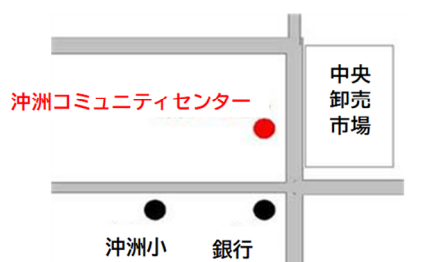 中央
卸売
市場
沖洲コミュニティセンター
沖洲小
銀行